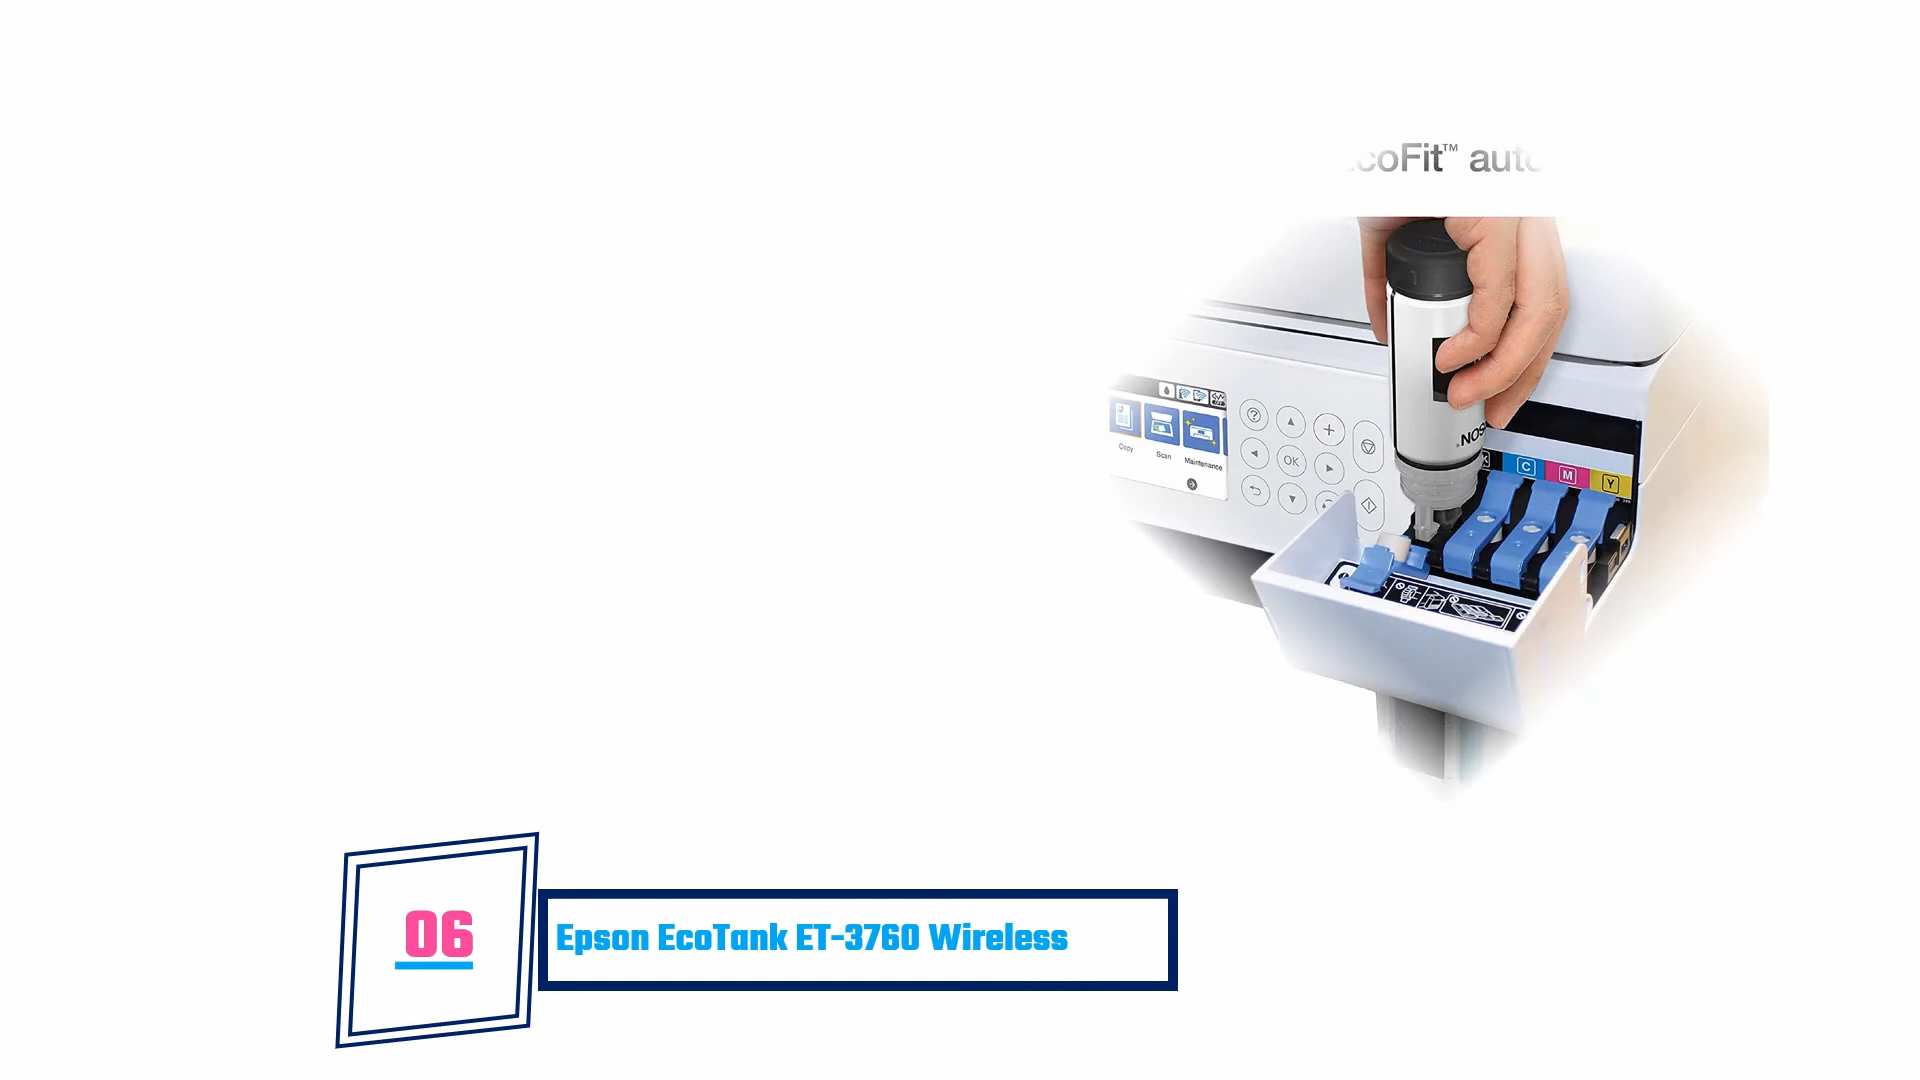 coFit™ auto
Copy
Scan
Maintenance
OK
C
M
Y
06
Epson EcoTank ET-3760 Wireless